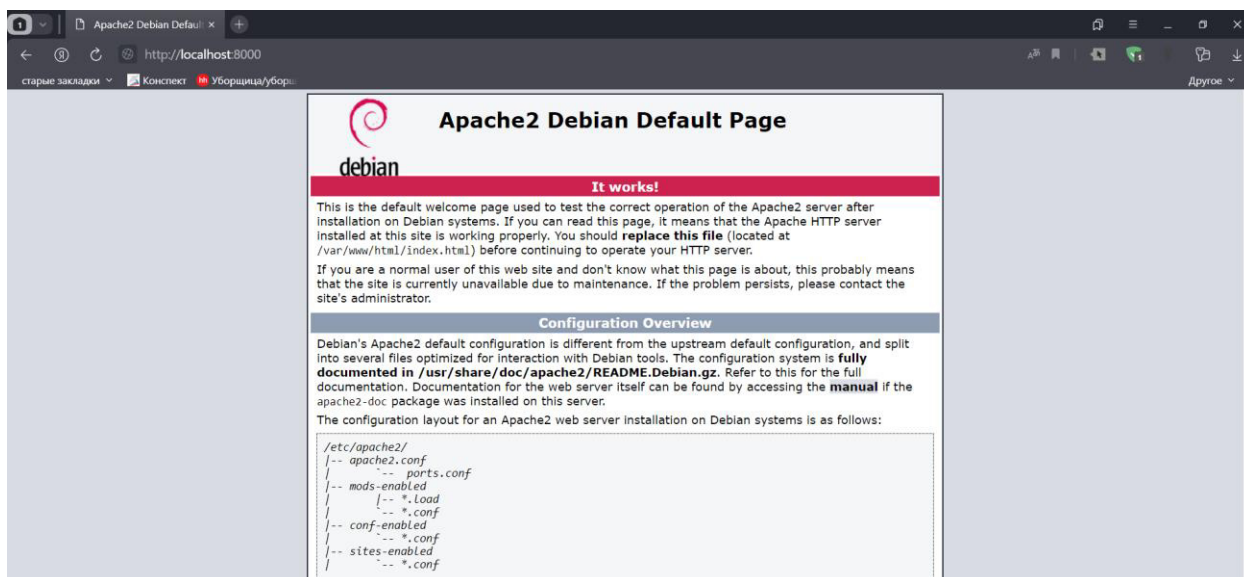 1
Apache2 Debian Defaul
http://localhost:8000
старые закладки
Конспект
hh
Уборщица/уборщ
1
Другое
debian
Apache2 Debian Default Page
It works!
This is the default welcome page used to test the correct operation of the Apache2 server after
installation on Debian systems. If you can read this page, it means that the Apache HTTP server
installed at this site is working properly. You should replace this file (located at
/var/www/html/index.html) before continuing to operate your HTTP server.
If you are a normal user of this web site and don't know what this page is about, this probably means
that the site is currently unavailable due to maintenance. If the problem persists, please contact the
site's administrator.
Configuration Overview
Debian's Apache2 default configuration is different from the upstream default configuration, and split
into several files optimized for interaction with Debian tools. The configuration system is fully
documented in /usr/share/doc/apache2/README.Debian.gz. Refer to this for the full
documentation. Documentation for the web server itself can be found by accessing the manual if the
apache2-doc package was installed on this server.
The configuration layout for an Apache2 web server installation on Debian systems is as follows:
/etc/apache2/
|-- apache2.conf
|       `--  ports.conf
|-- mods-enabled
|       |-- *.load
|       `-- *.conf
|-- conf-enabled
|       `-- *.conf
|-- sites-enabled
|       `-- *.conf